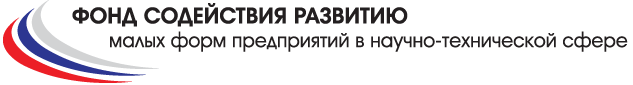 ФОНД СОДЕЙСТВИЯ РАЗВИТИЮ
малых форм предприятий в научно-технической сфере